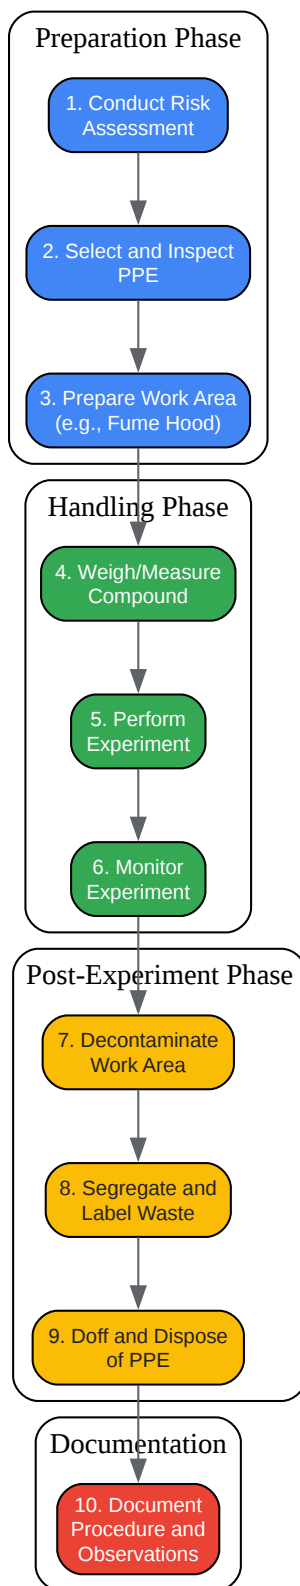 Preparation Phase
1. Conduct Risk
Assessment
2. Select and Inspect
PPE
3. Prepare Work Area
(e.g., Fume Hood)
Handling Phase
4. Weigh/Measure
Compound
5. Perform
Experiment
6. Monitor
Experiment
Post-Experiment Phase
7. Decontaminate
Work Area
8. Segregate and
Label Waste
9. Doff and Dispose
of PPE
Documentation
10. Document
Procedure and
Observations